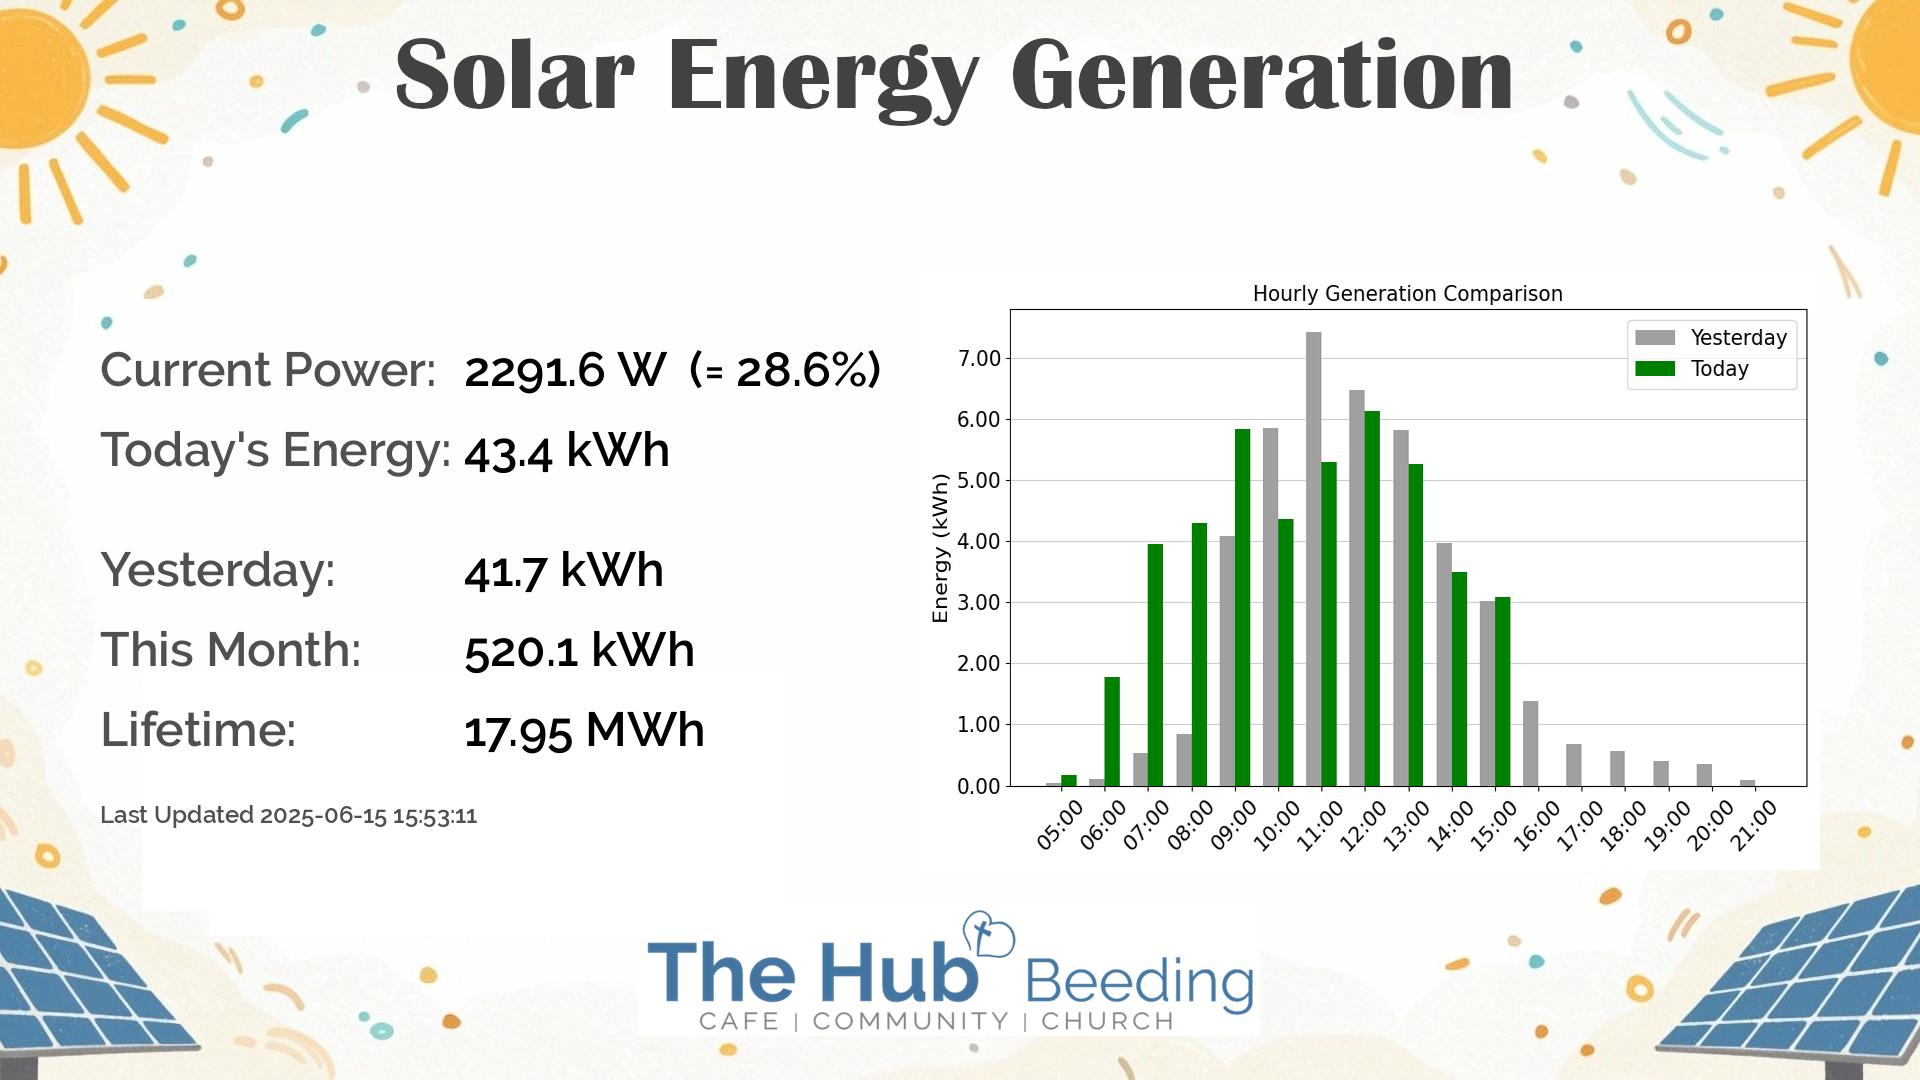 Solar Energy Generation
Current Power: 2291.6 W (= 28.6%)
Today's Energy: 43.4 kWh
Yesterday: 41.7 kWh
This Month: 520.1 kWh
Lifetime: 17.95 MWh
Last Updated 2025-06-15 15:53:11
Hourly Generation Comparison
Yesterday
Today
Energy (kWh)
7.00
6.00
5.00
4.00
3.00
2.00
1.00
0.00
05:00 06:00 07:00 08:00 09:00 10:00 11:00 12:00 13:00 14:00 15:00 16:00 17:00 18:00 19:00 20:00 21:00
The Hub Beeding
CAFE | COMMUNITY | CHURCH